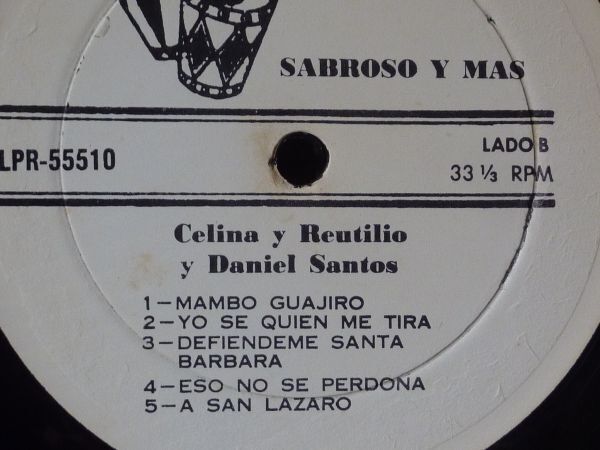 SABROSO Y MAS
LPR-55510
LADO B
33 ⅓ RPM
Celina y Reutilio
y Daniel Santos
1-MAMBO GUAJIRO
2-YO SE QUIEN ME TIRA
3-DEFIENDEME SANTA
BARBARA
4-ESO NO SE PERDONA
5-A SAN LAZARO